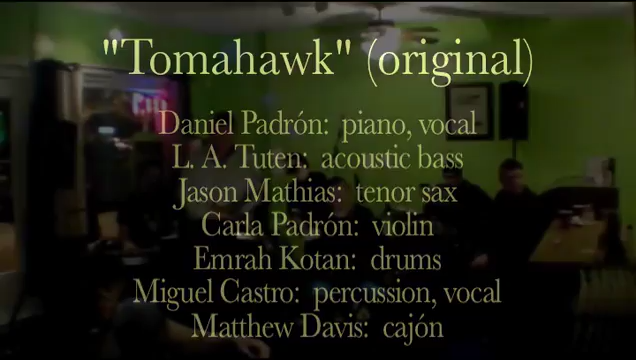 "Tomahawk" (original)
Daniel Padrón: piano, vocal
L. A. Tuten: acoustic bass
Jason Mathias: tenor sax
Carla Padrón: violin
Emrah Kotan: drums
Miguel Castro: percussion, vocal
Matthew Davis: cajón